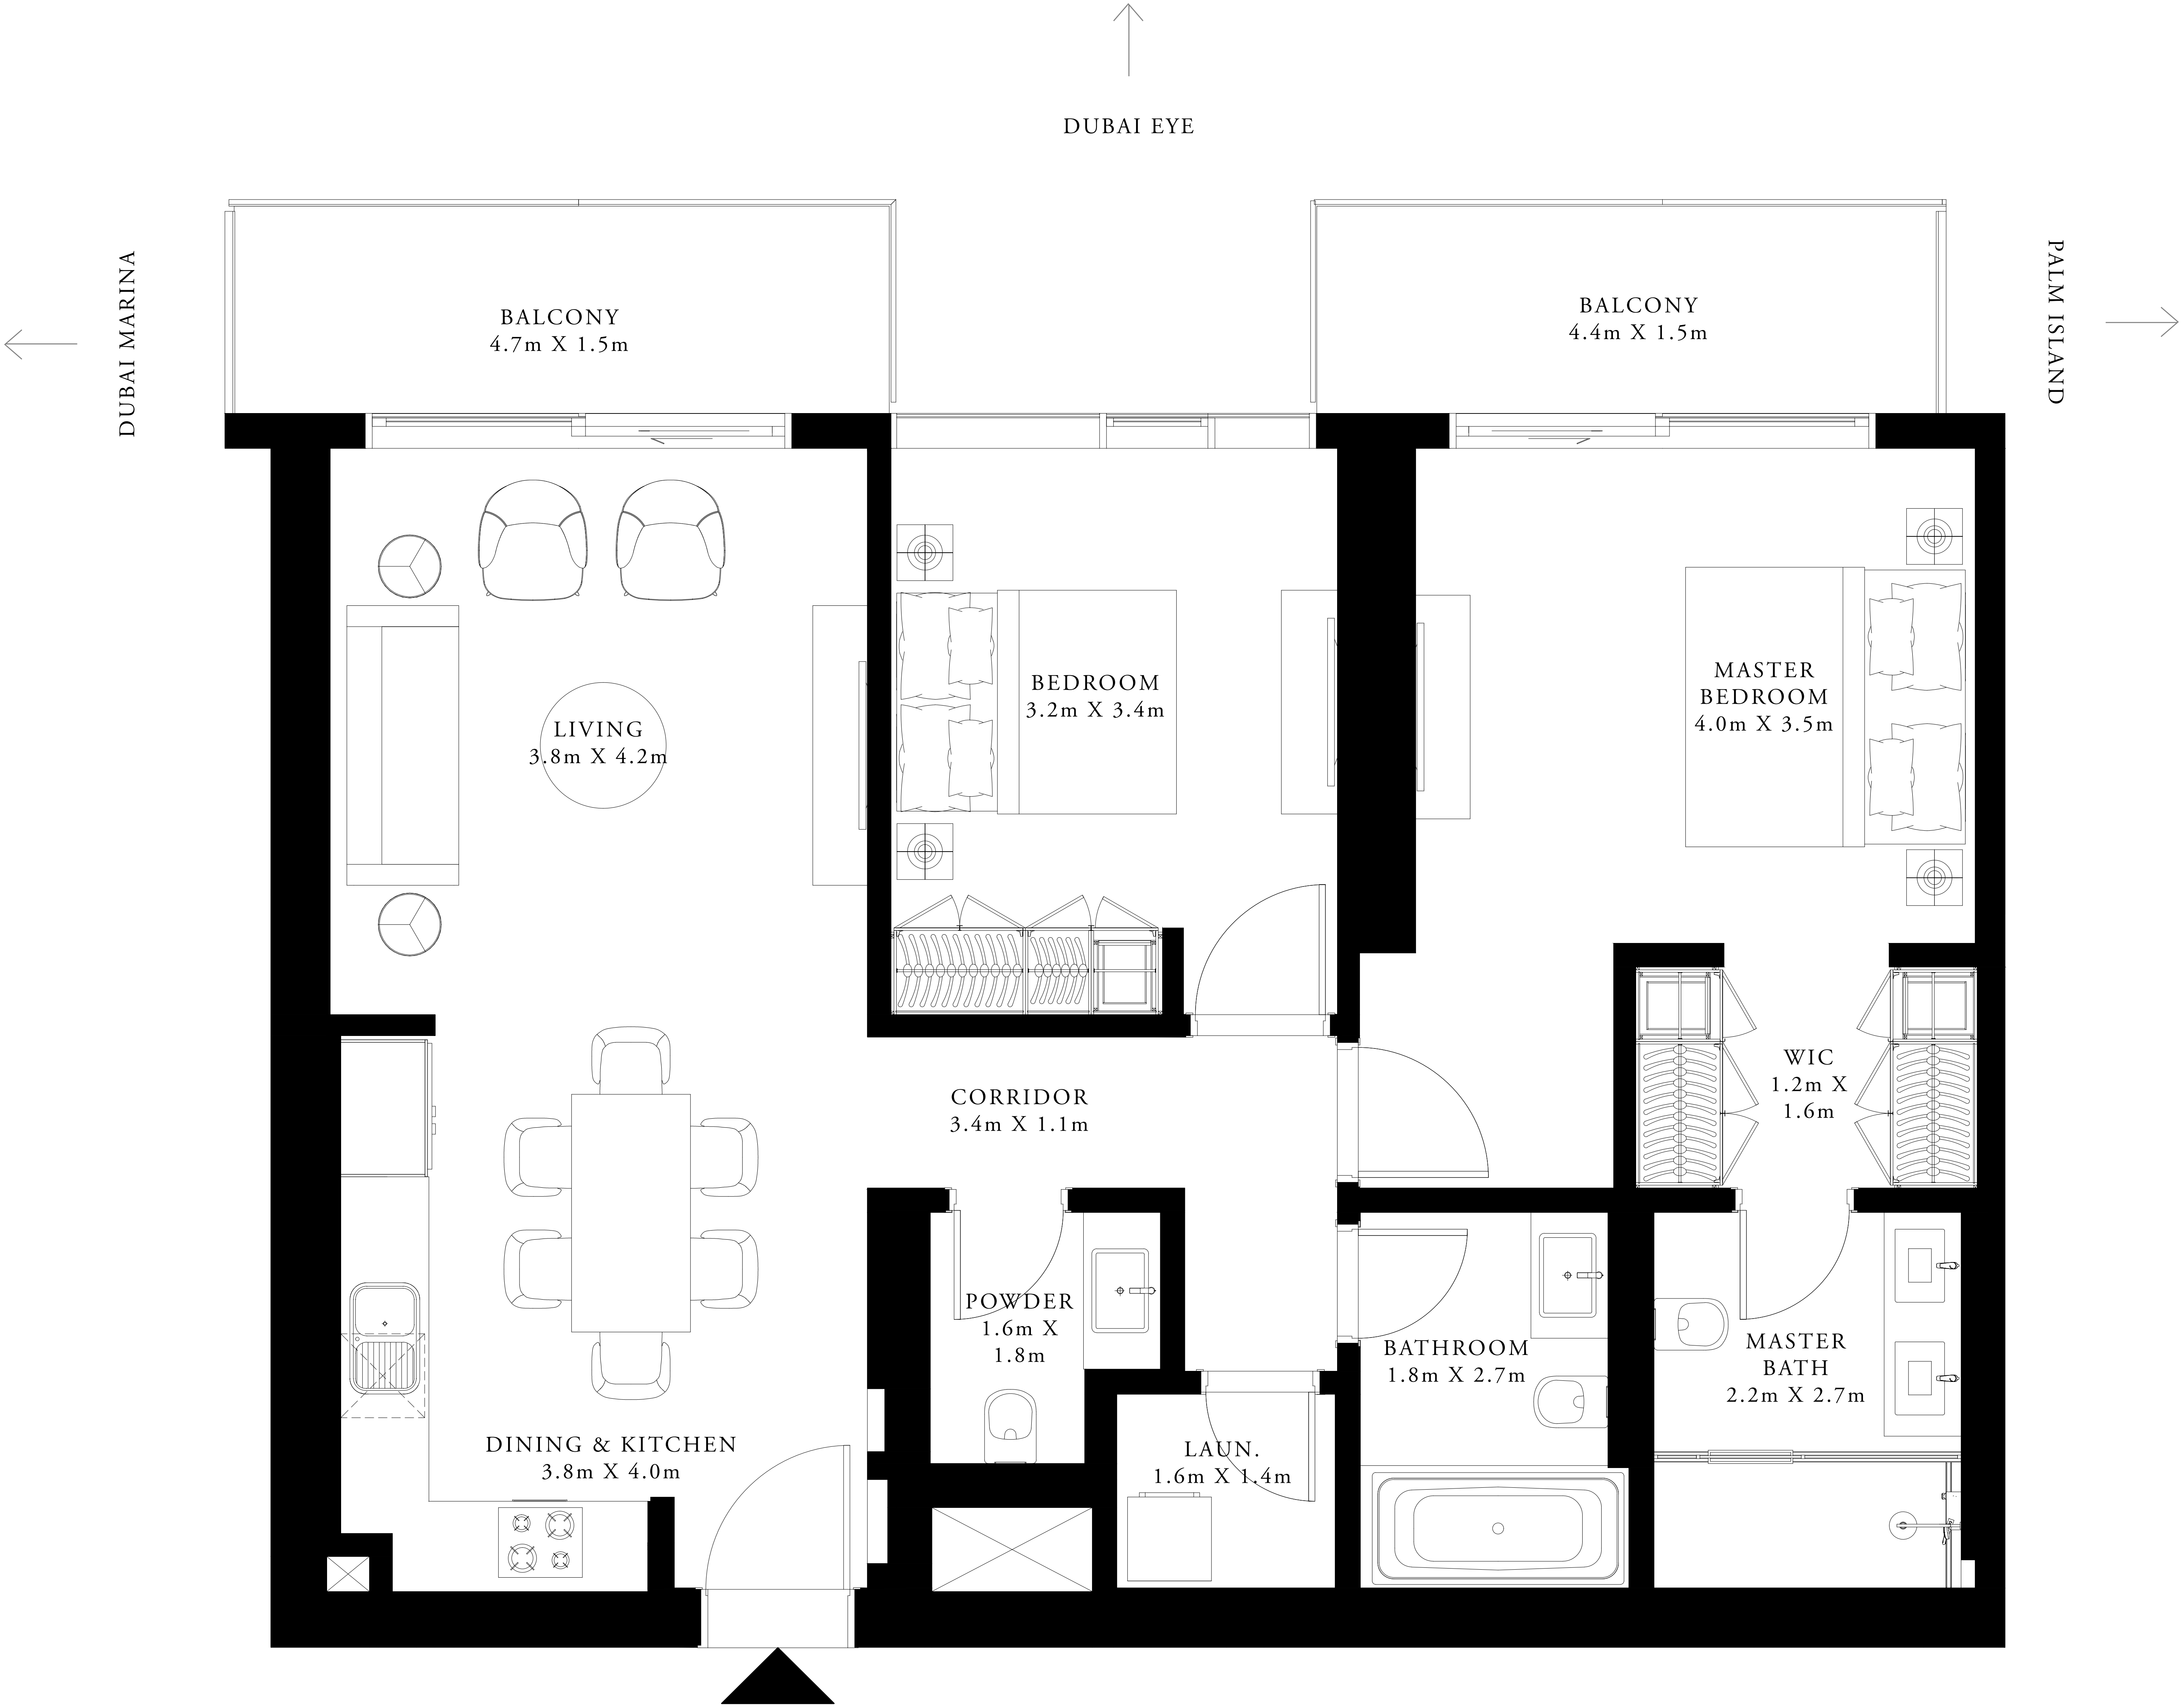 DUBAI EYE
DUBAI MARINA
PALM ISLAND
BALCONY
4.7m X 1.5m
BALCONY
4.4m X 1.5m
LIVING
3.8m X 4.2m
BEDROOM
3.2m X 3.4m
MASTER
BEDROOM
4.0m X 3.5m
WIC
1.2m X
1.6m
CORRIDOR
3.4m X 1.1m
POWDER
1.6m X
1.8m
BATHROOM
1.8m X 2.7m
MASTER
BATH
2.2m X 2.7m
DINING & KITCHEN
3.8m X 4.0m
LAUN.
1.6m X 1.4m